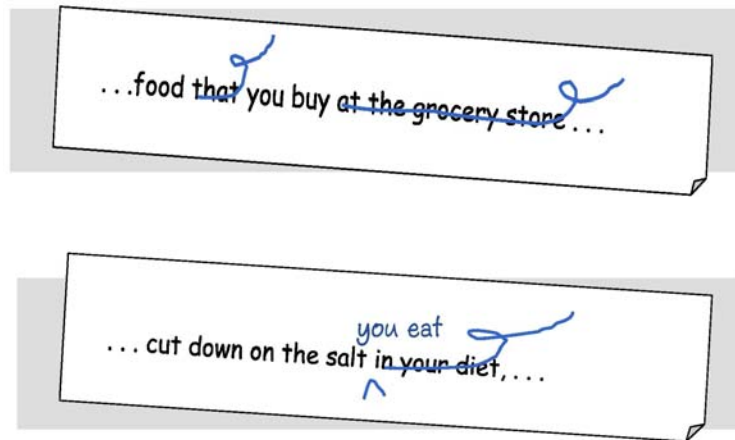 ...food that you buy at the grocery store...
you eat
...cut down on the salt in your diet,...